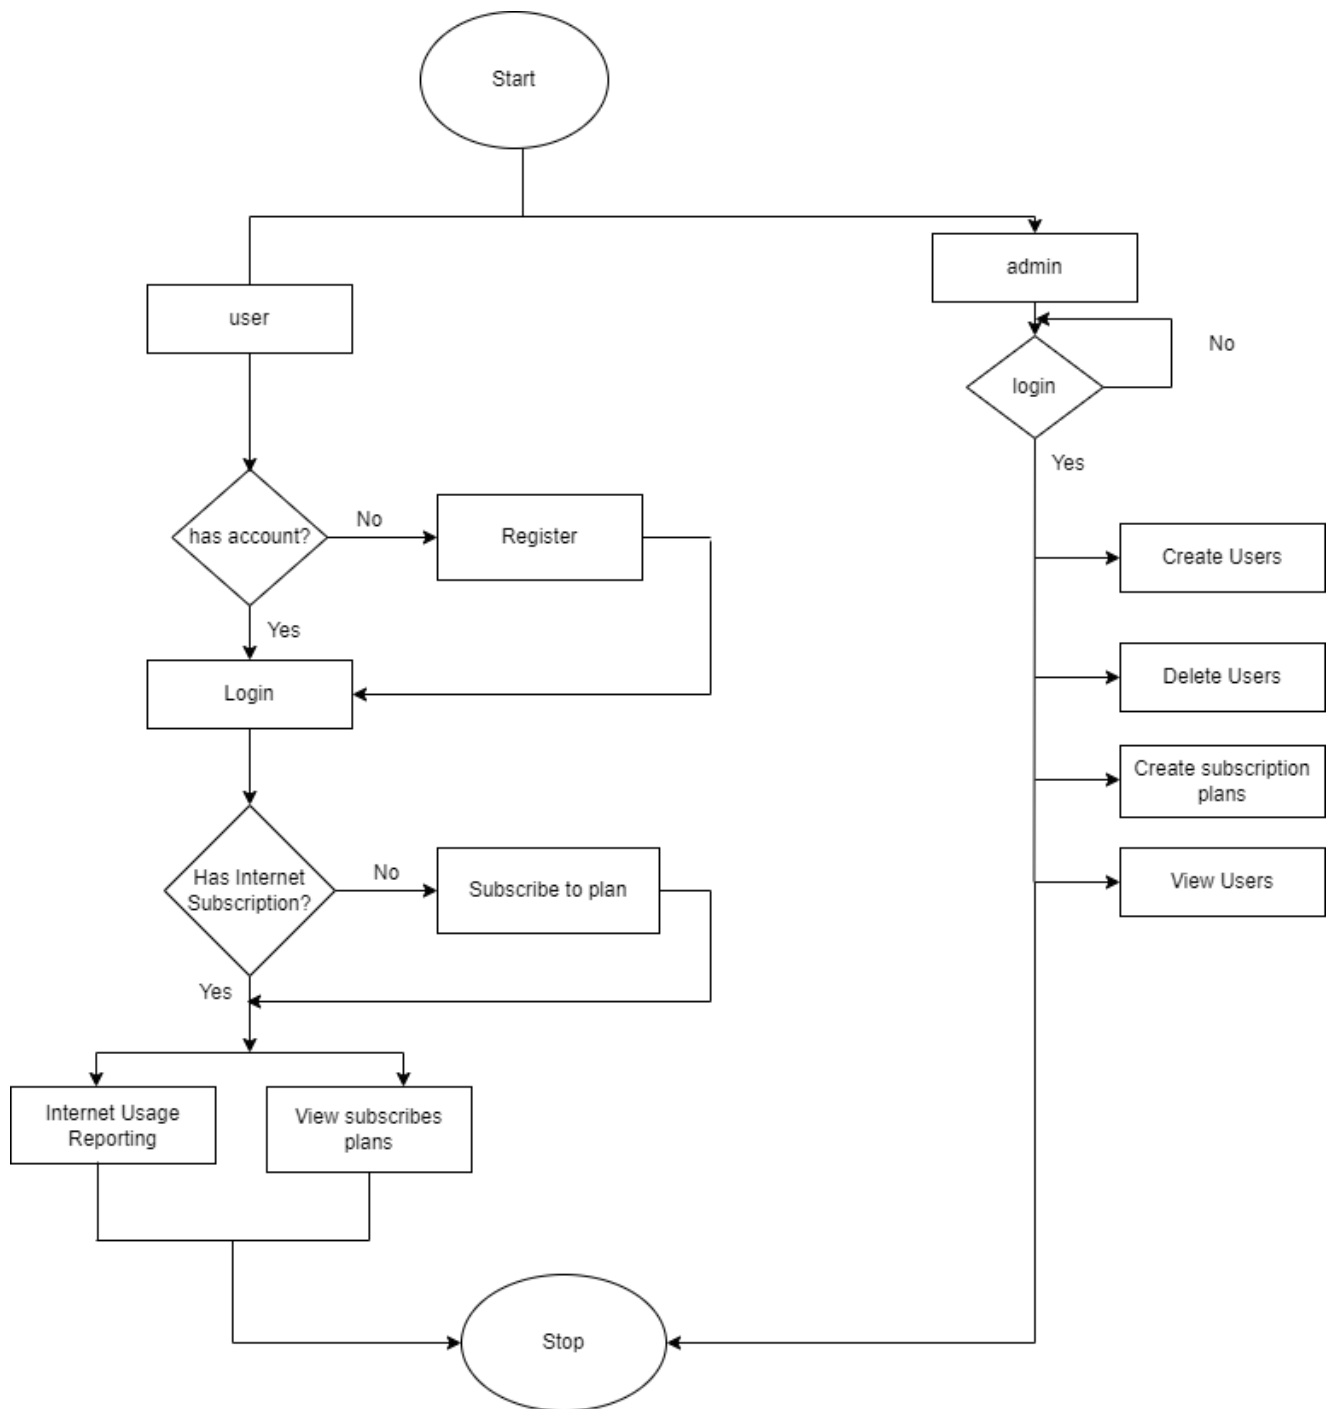 Start
admin
user
No
login
Yes
has account?
No
Register
Create Users
Yes
Delete Users
Login
Create subscription
plans
Has Internet
Subscription?
No
Subscribe to plan
View Users
Yes
Internet Usage
Reporting
View subscribes
plans
Stop